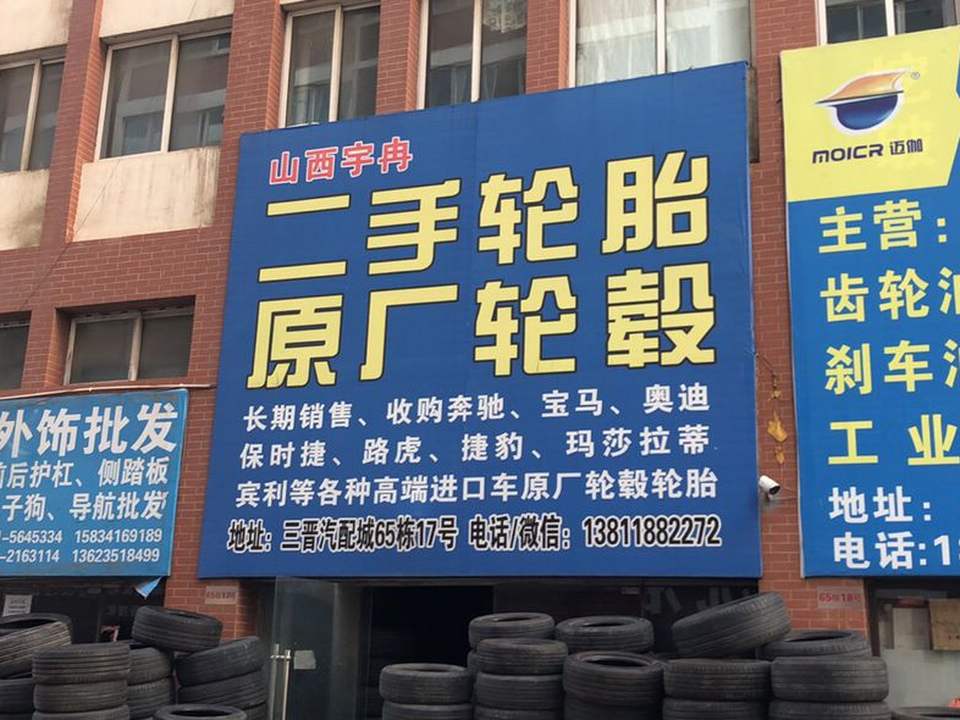 山西宇冉
二手轮胎
原厂轮毂
长期销售、收购奔驰、宝马、奥迪
保时捷、路虎、捷豹、玛莎拉蒂
宾利等各种高端进口车原厂轮毂轮胎
地址：三晋汽配城65栋17号 电话/微信：13811882272
外饰批发
前后护杠、侧踏板
子狗、导航批发
-5645334 15834169189
-2163114 13623518499
MOICR 迈伽
主营：
齿轮油
刹车油
工业
地址：
电话:1